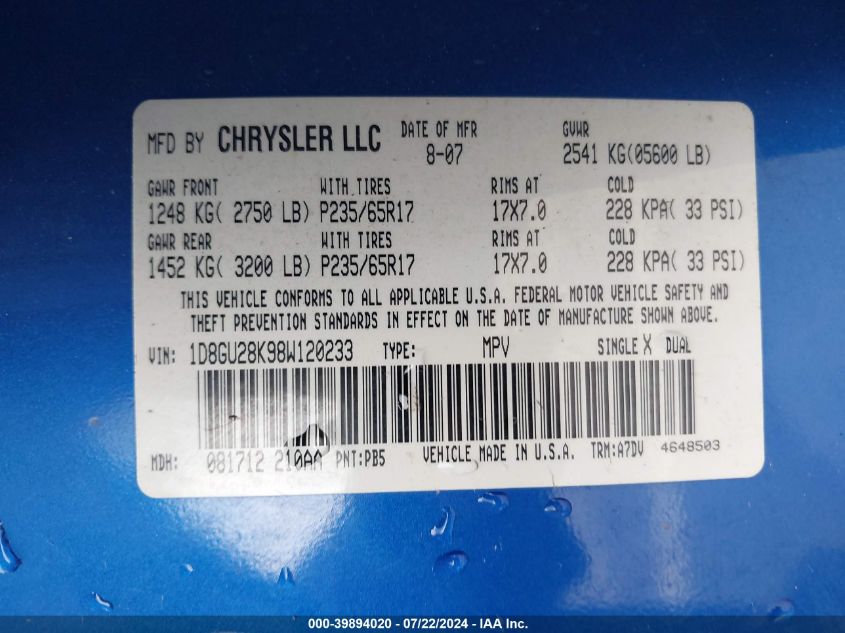 MFD BY CHRYSLER LLC DATE OF MFR 8-07 GVWR 2541 KG(05600 LB)
GAWR FRONT WITH TIRES RIMS AT COLD
1248 KG( 2750 LB) P235/65R17 17X7.0 228 KPA( 33 PSI)
GAWR REAR WITH TIRES RIMS AT COLD
1452 KG( 3200 LB) P235/65R17 17X7.0 228 KPA( 33 PSI)
THIS VEHICLE CONFORMS TO ALL APPLICABLE U.S.A. FEDERAL MOTOR VEHICLE SAFETY AND
THEFT PREVENTION STANDARDS IN EFFECT ON THE DATE OF MANUFACTURE SHOWN ABOVE.
VIN: 1D8GU28K98W120233 TYPE: MPV SINGLE X DUAL
MDH: 081712 210AA PNT:PB5 VEHICLE MADE IN U.S.A. TRM:A7DV 4648503
000-39894020 - 07/22/2024 - IAA Inc.